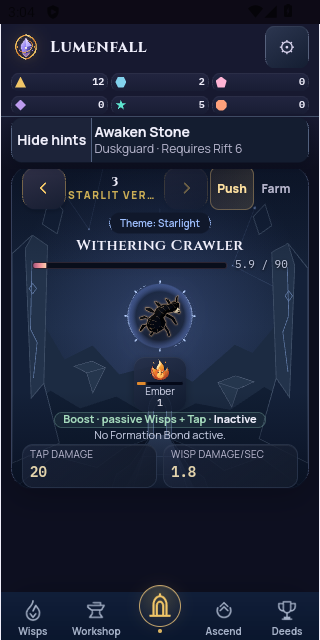 3:04
LUMENFALL
12
2
0
0
5
0
Hide hints
Awaken Stone
Duskguard · Requires Rift 6
3
STARLIT VER...
Push
Farm
Theme: Starlight
WITHERING CRAWLER
5.9 / 90
Ember
1
Boost · passive Wisps + Tap · Inactive
No Formation Bond active.
TAP DAMAGE
20
WISP DAMAGE/SEC
1.8
Wisps
Workshop
Ascend
Deeds